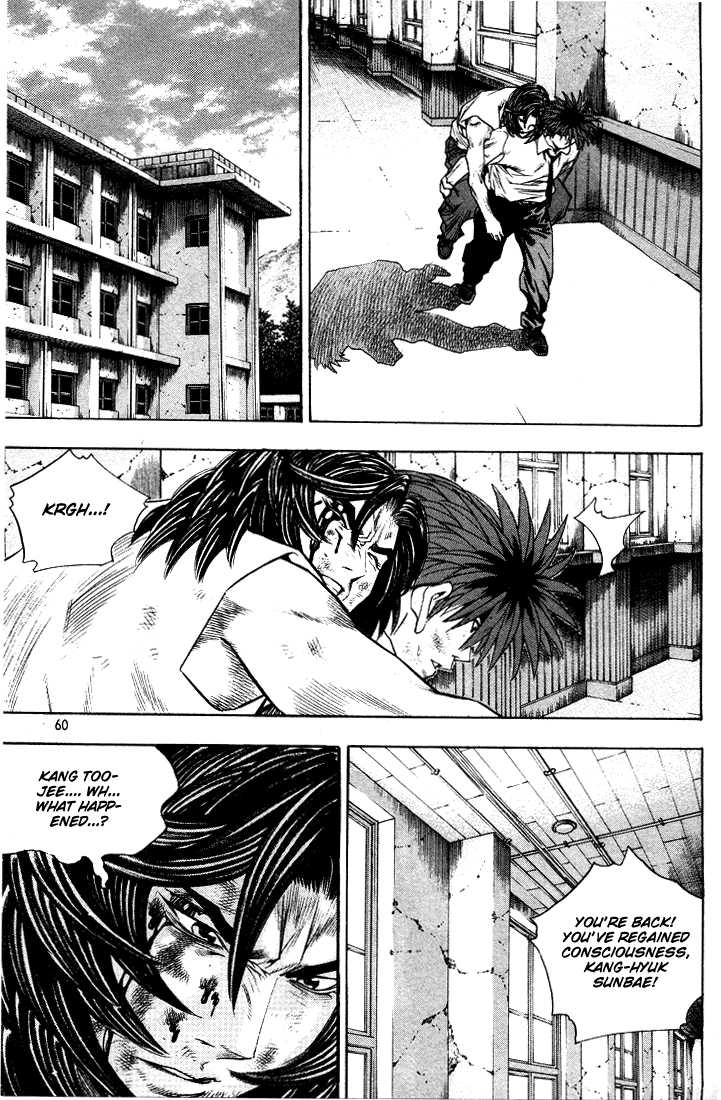 KRGH...!
60
KANG TOO-
JEE.... WH...
WHAT HAPP-
ENED...?
YOU'RE BACK!
YOU'VE REGAINED
CONSCIOUSNESS,
KANG-HYUK
SUNBAE!